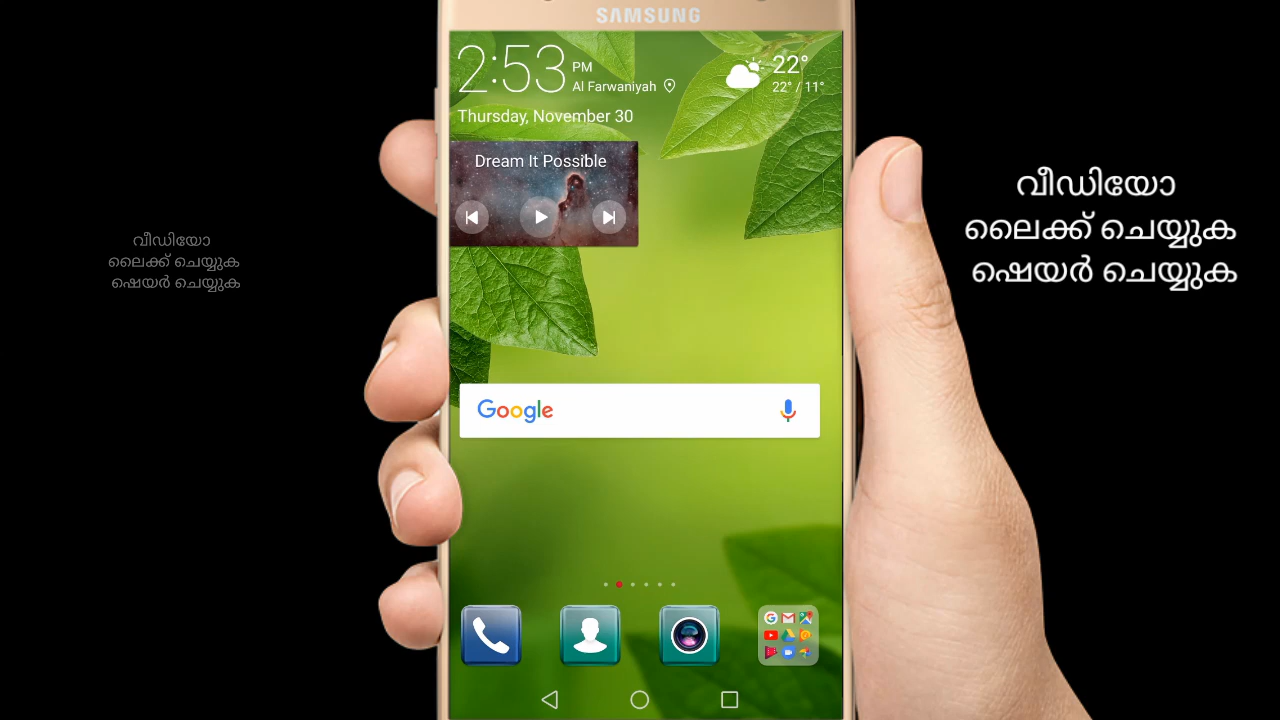 SAMSUNG
2:53 PM
Al Farwaniyah
22°
22° / 11°
Thursday, November 30
Dream It Possible
Google
വീഡിയോ
ലൈക്ക് ചെയ്യുക
ഷെയർ ചെയ്യുക
വീഡിയോ
ലൈക്ക് ചെയ്യുക
ഷെയർ ചെയ്യുക